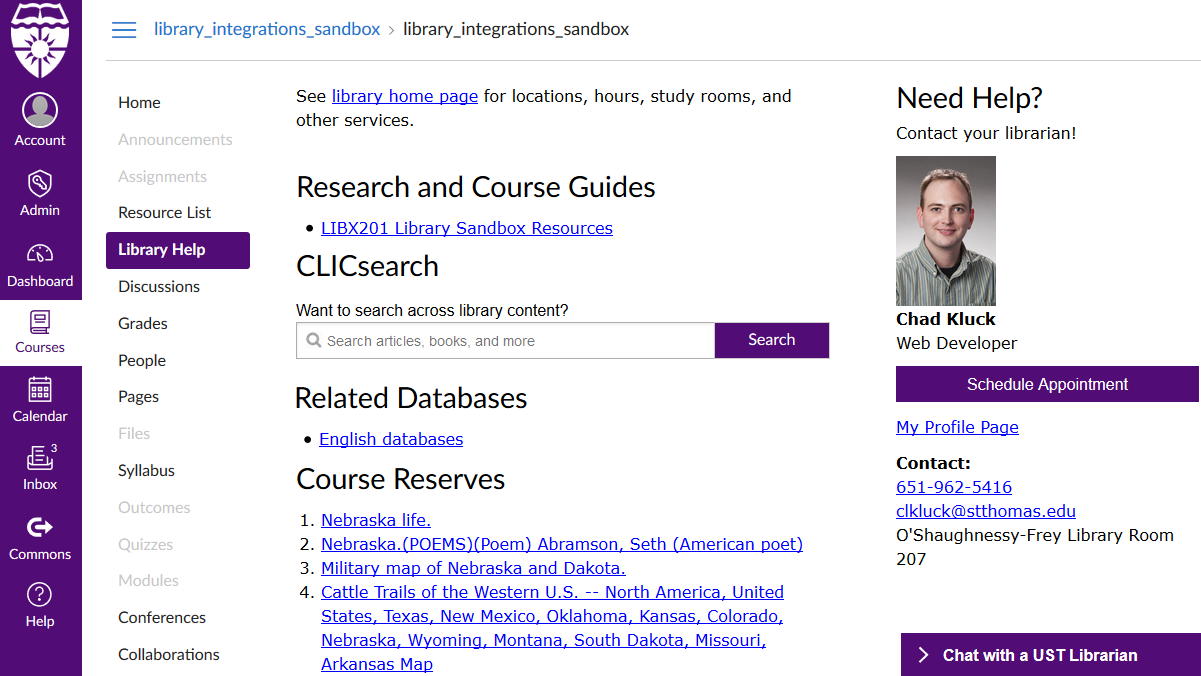 library_integrations_sandbox › library_integrations_sandbox
Account
Admin
Dashboard
Courses
Calendar
3
Inbox
Commons
Help
Home
Announcements
Assignments
Resource List
Library Help
Discussions
Grades
People
Pages
Files
Syllabus
Outcomes
Quizzes
Modules
Conferences
Collaborations
See library home page for locations, hours, study rooms, and
other services.
Research and Course Guides
• LIBX201 Library Sandbox Resources
CLICsearch
Want to search across library content?
Search articles, books, and more
Search
Related Databases
• English databases
Course Reserves
1. Nebraska life.
2. Nebraska.(POEMS)(Poem) Abramson, Seth (American poet)
3. Military map of Nebraska and Dakota.
4. Cattle Trails of the Western U.S. -- North America, United
States, Texas, New Mexico, Oklahoma, Kansas, Colorado,
Nebraska, Wyoming, Montana, South Dakota, Missouri,
Arkansas Map
Need Help?
Contact your librarian!
Chad Kluck
Web Developer
Schedule Appointment
My Profile Page
Contact:
651-962-5416
clkluck@stthomas.edu
O'Shaughnessy-Frey Library Room
207
Chat with a UST Librarian